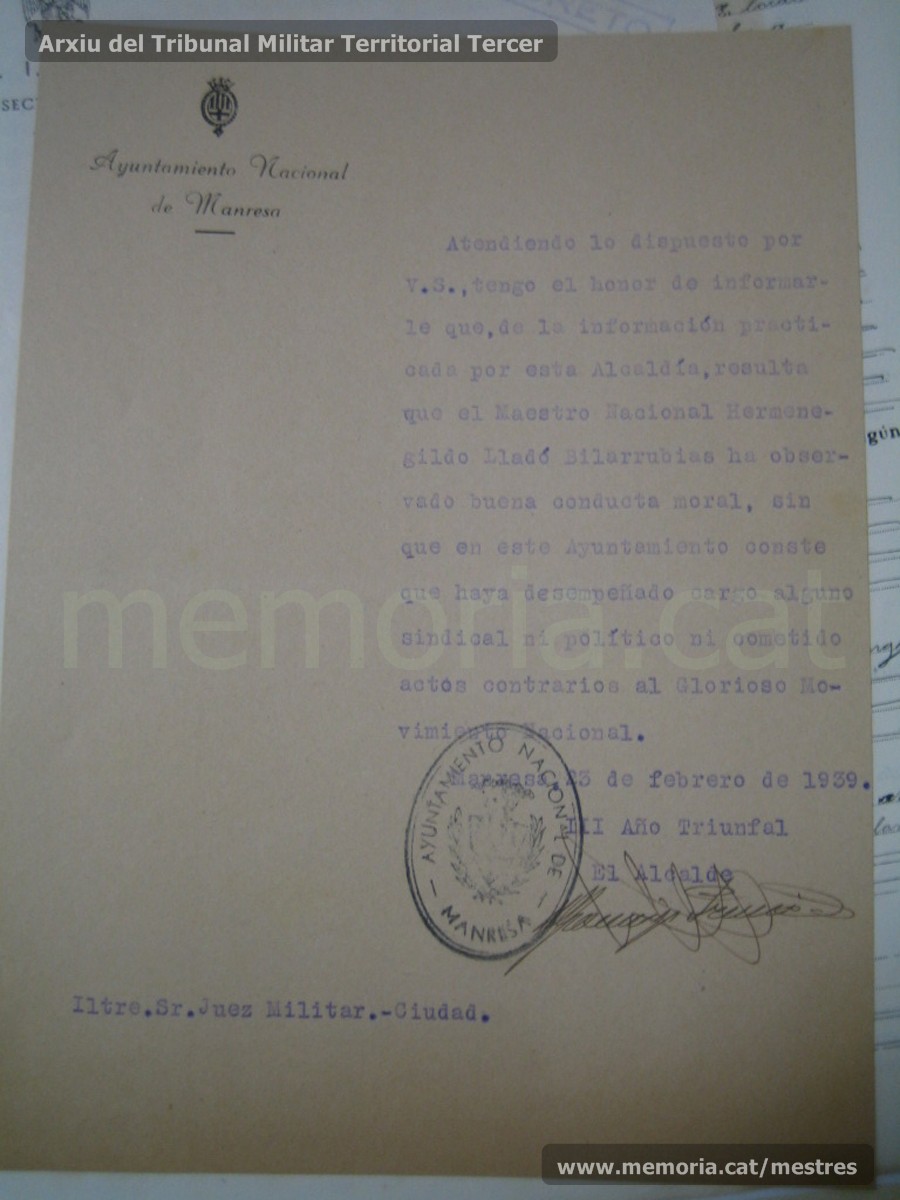 Arxiu del Tribunal Militar Territorial Tercer
SEC
Ayuntamiento Nacional
de Manresa
Atendiendo lo dispuesto por
V.S.,tengo el honor de informar-
le que,de la información practi-
cada por esta Alcaldía,resulta
que el Maestro Nacional Hermene-
gildo Lladó Bilarrubias ha obser-
vado buena conducta moral, sin
que en este Ayuntamiento conste
que haya desempeñado cargo alguno
sindical ni político ni cometido
actos contrarios al Glorioso Mo-
vimiento Nacional.
Manresa 23 de febrero de 1939.
III Año Triunfal
El Alcalde
AYUNTAMIENTO NACIONAL DE
- MANRESA -
Iltre.Sr.Juez Militar.-Ciudad.
memoria.cat
www.memoria.cat/mestres